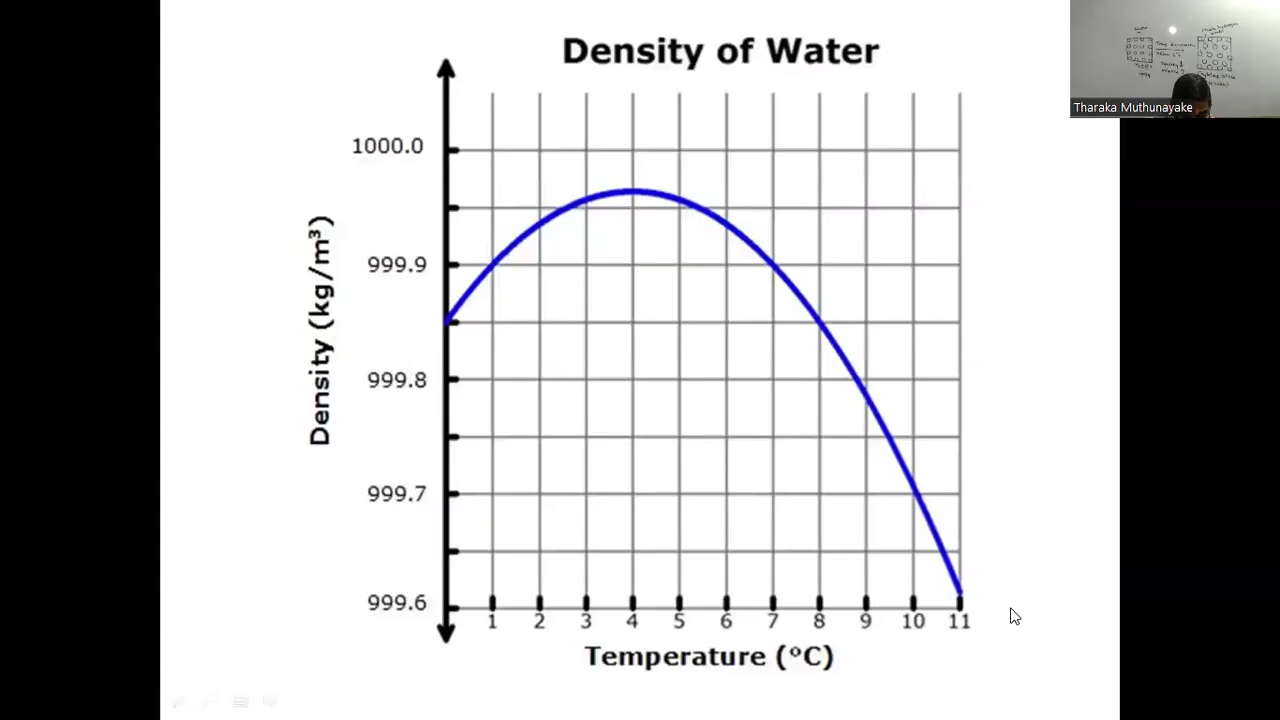 Density of Water
1000.0
999.9
999.8
999.7
999.6
Density (kg/m³)
1 2 3 4 5 6 7 8 9 10 11
Temperature (°C)
Tharaka Muthunayake